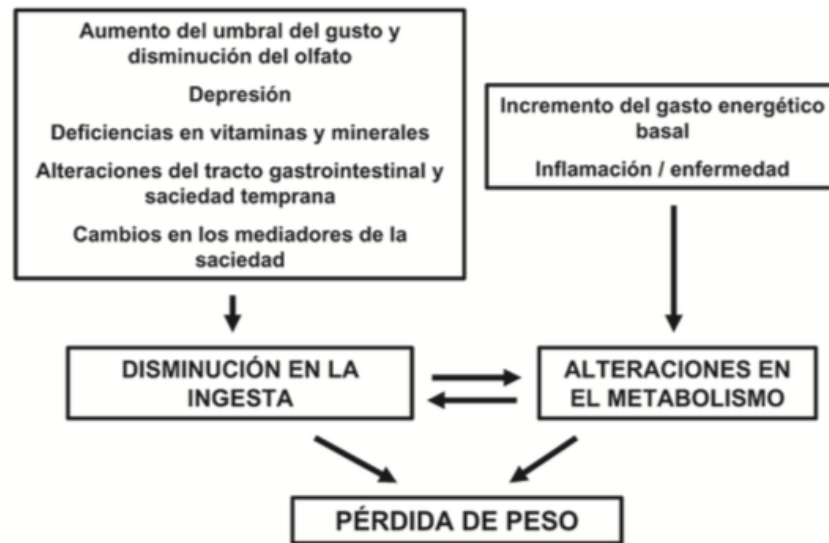 Aumento del umbral del gusto y
disminución del olfato
Depresión
Deficiencias en vitaminas y minerales
Alteraciones del tracto gastrointestinal y
saciedad temprana
Cambios en los mediadores de la
saciedad
Incremento del gasto energético
basal
Inflamación / enfermedad
DISMINUCIÓN EN LA
INGESTA
ALTERACIONES EN
EL METABOLISMO
PÉRDIDA DE PESO